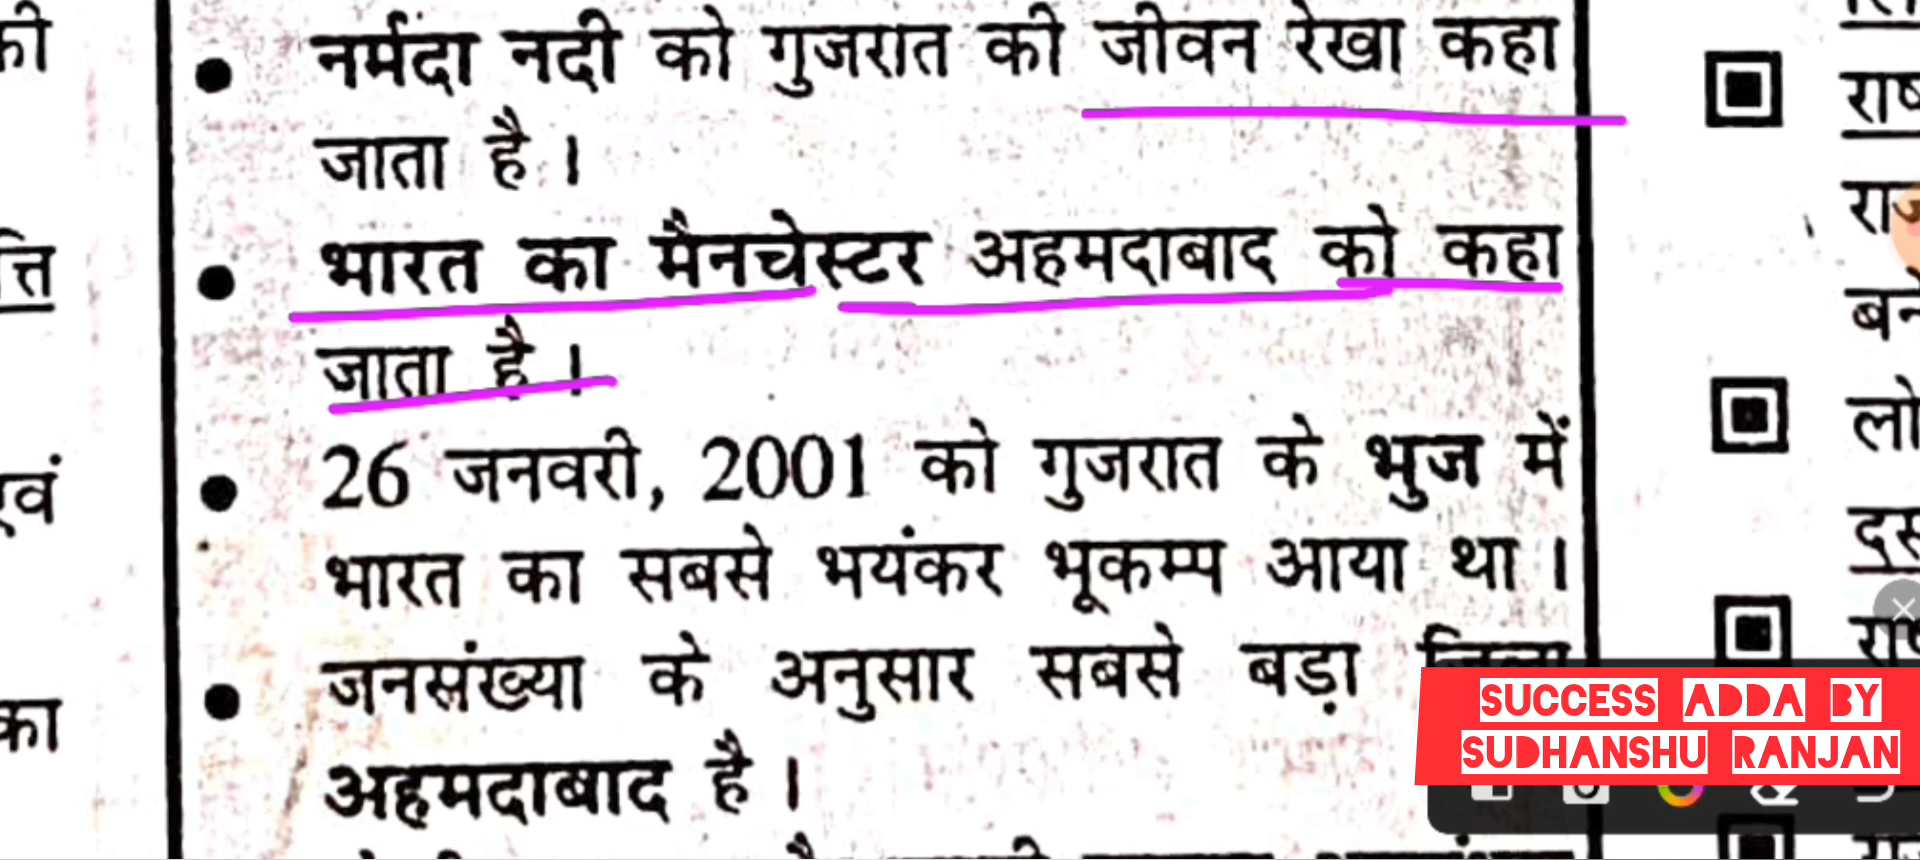 की
त्ति
एवं
का
• नर्मदा नदी को गुजरात की जीवन रेखा कहा
जाता है।
• भारत का मैनचेस्टर अहमदाबाद को कहा
जाता है।
• 26 जनवरी, 2001 को गुजरात के भुज में
भारत का सबसे भयंकर भूकम्प आया था।
• जनसंख्या के अनुसार सबसे बड़ा जिला
अहमदाबाद है।
लो
SUCCESS ADDA BY
SUDHANSHU RANJAN